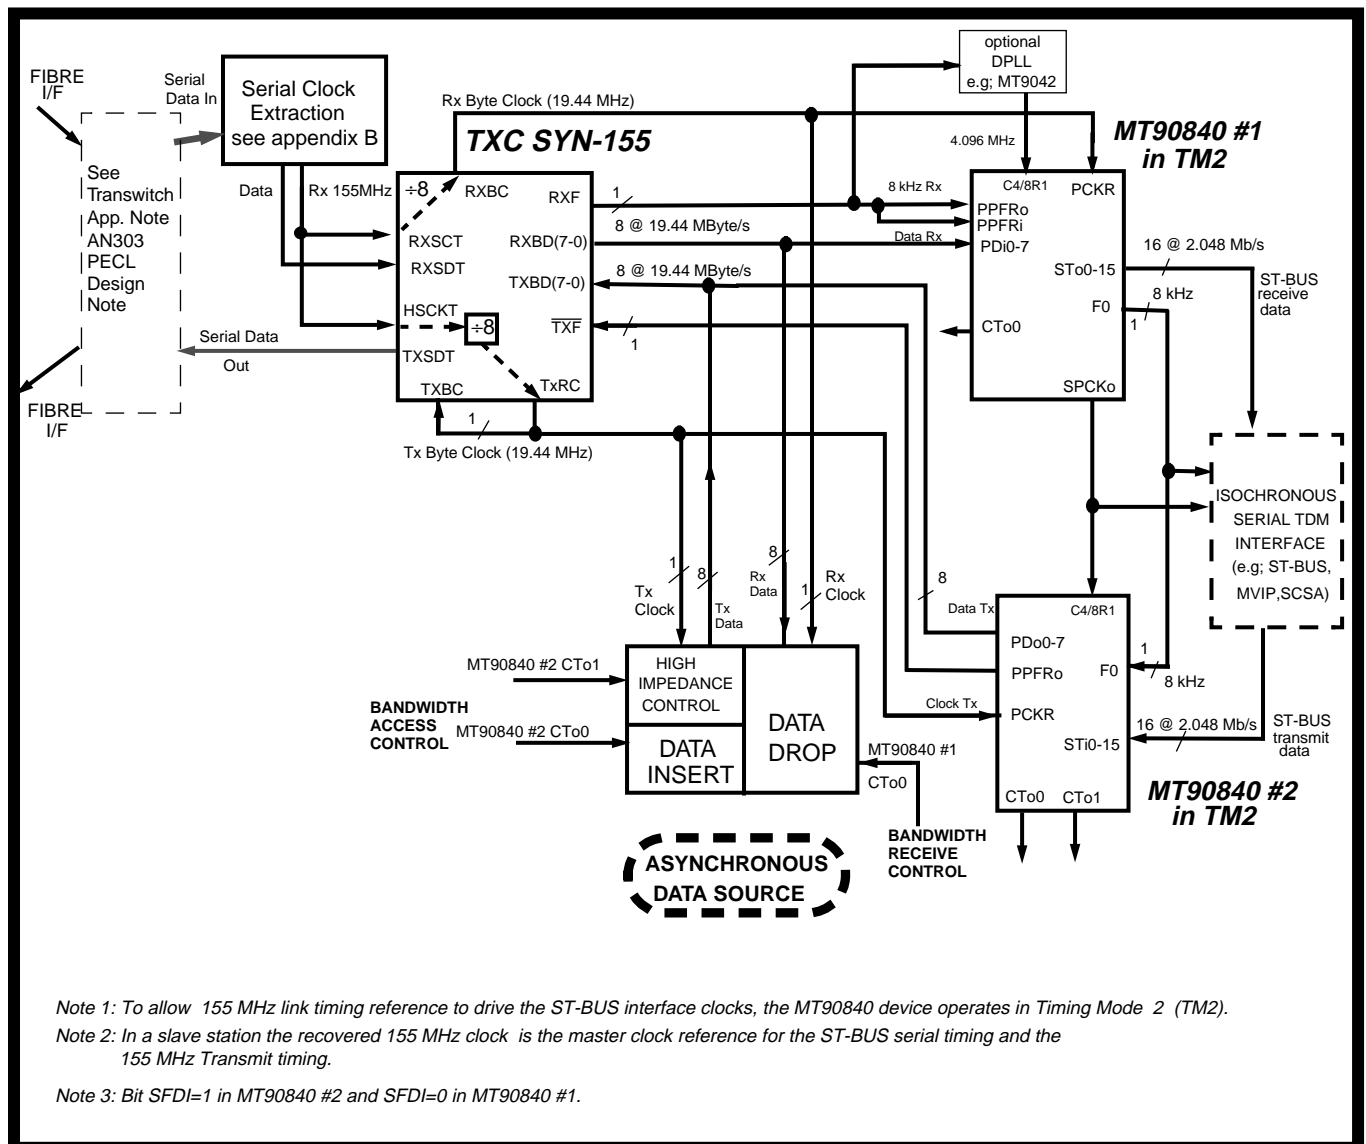 FIBRE
I/F
Serial
Data In
Serial Clock
Extraction
see appendix B
Rx Byte Clock (19.44 MHz)
TXC SYN-155
optional
DPLL
e.g; MT9042
4.096 MHz
MT90840 #1
in TM2
See
Transwitch
App. Note
AN303
PECL
Design
Note
Data
Rx 155MHz
÷8
RXBC
RXF
RXSCT
RXBD(7-0)
RXSDT
TXBD(7-0)
HSCKT
÷8
TXF
TXSDT
TXBC
TxRC
1
8 @ 19.44 MByte/s
8 @ 19.44 MByte/s
1
8 kHz Rx
Data Rx
C4/8R1
PCKR
PPFRo
PPFRi
PDi0-7
STo0-15
F0
CTo0
SPCKo
16 @ 2.048 Mb/s
8 kHz
1
ST-BUS
receive
data
Serial Data
Out
FIBRE
I/F
1
Tx Byte Clock (19.44 MHz)
ISOCHRONOUS
SERIAL TDM
INTERFACE
(e.g; ST-BUS,
MVIP,SCSA)
1
Tx
Clock
8
Tx
Data
8
Rx
Data
1
Rx
Clock
8
Data Tx
Clock Tx
C4/8R1
PDo0-7
PPFRo
F0
PCKR
STi0-15
CTo0
CTo1
1
8 kHz
16 @ 2.048 Mb/s
ST-BUS
transmit
data
MT90840 #2
in TM2
MT90840 #2 CTo1
BANDWIDTH
ACCESS
CONTROL
MT90840 #2 CTo0
HIGH
IMPEDANCE
CONTROL
DATA
INSERT
DATA
DROP
MT90840 #1
CTo0
BANDWIDTH
RECEIVE
CONTROL
ASYNCHRONOUS
DATA SOURCE
Note 1: To allow 155 MHz link timing reference to drive the ST-BUS interface clocks, the MT90840 device operates in Timing Mode 2 (TM2).
Note 2: In a slave station the recovered 155 MHz clock is the master clock reference for the ST-BUS serial timing and the
155 MHz Transmit timing.
Note 3: Bit SFDI=1 in MT90840 #2 and SFDI=0 in MT90840 #1.